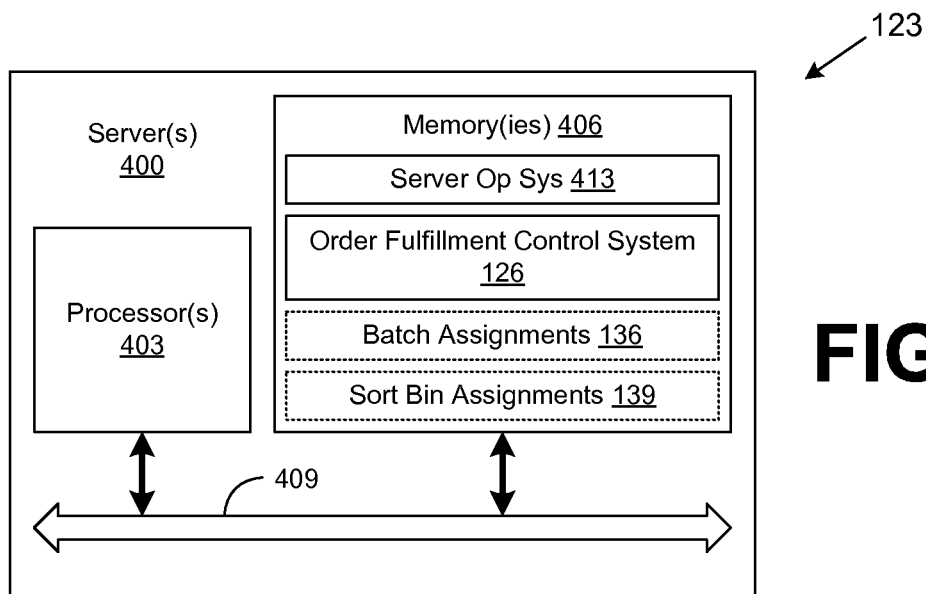 123
Server(s)
400
Memory(ies) 406
Server Op Sys 413
Order Fulfillment Control System
126
Processor(s)
403
Batch Assignments 136
Sort Bin Assignments 139
FIG
409